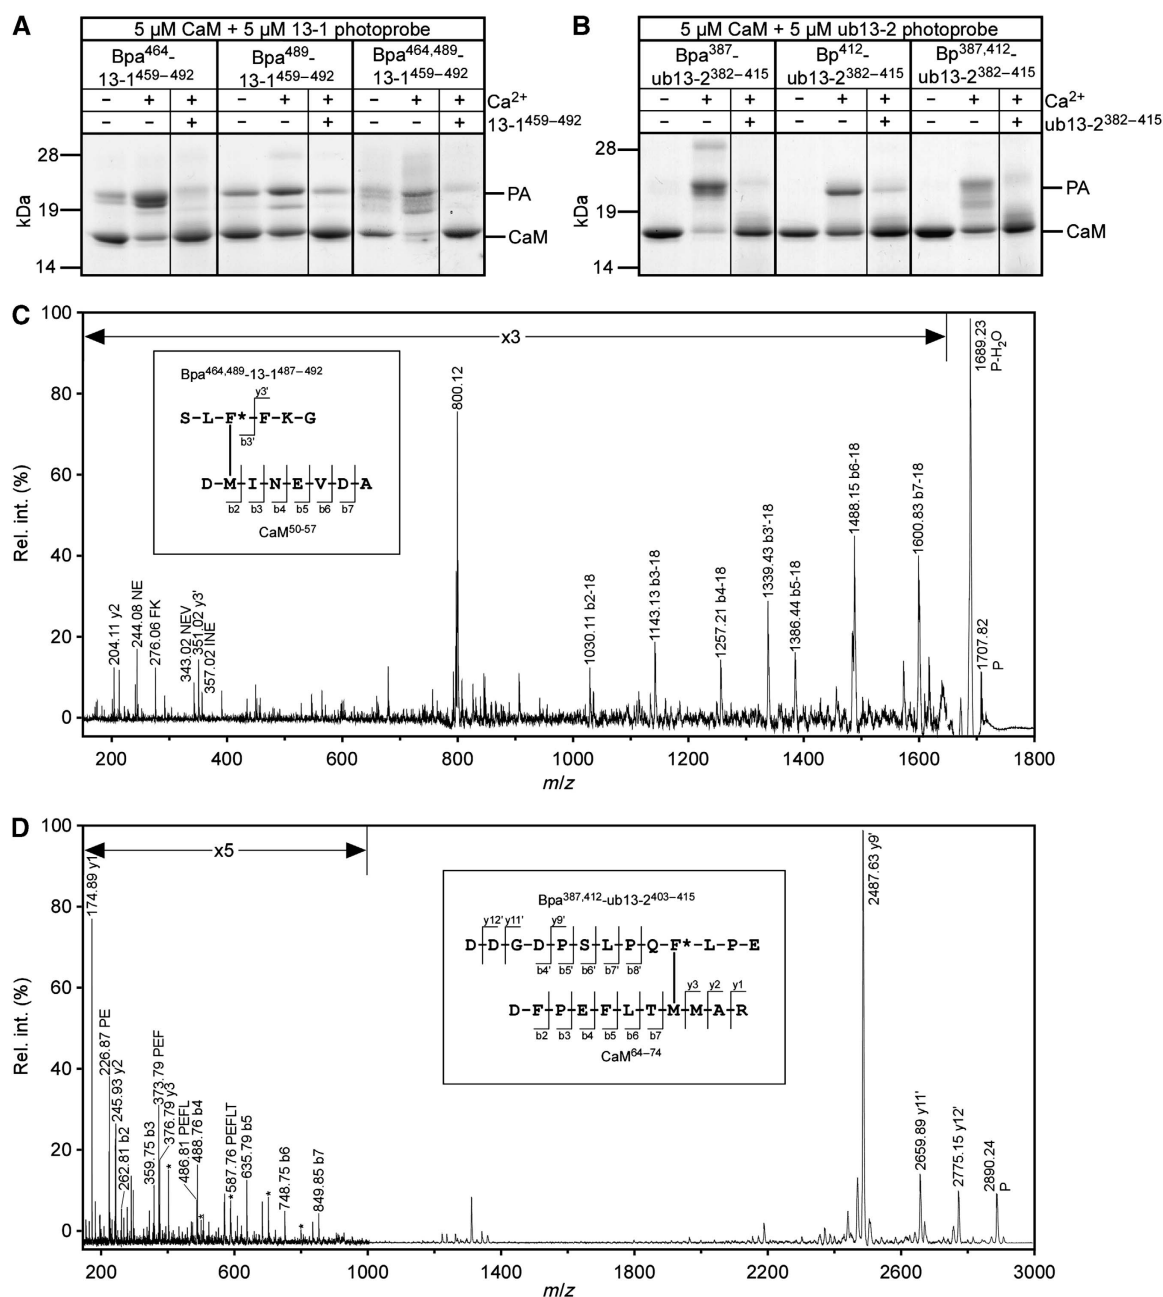 A
5 µM CaM + 5 µM 13-1 photoprobe
Bpa464-
13-1459–492
Bpa489-
13-1459–492
Bpa464,489-
13-1459–492
– + + – + + – + + Ca2+
– – + – – + – – + 13-1459–492
28
19
14
kDa
PA
CaM
B
5 µM CaM + 5 µM ub13-2 photoprobe
Bpa387-
ub13-2382–415
Bp412-
ub13-2382–415
Bp387,412-
ub13-2382–415
– + + – + + – + + Ca2+
– – + – – + – – + ub13-2382–415
28
19
14
kDa
PA
CaM
C
100
80
60
40
20
0
Rel. int. (%)
x3
Bpa464,489-13-1487–492
y3'
S-L-F*-F-K-G
b3'
D-M-I-N-E-V-D-A
b2 b3 b4 b5 b6 b7
CaM50-57
204.11 y2
244.08 NE
276.06 FK
343.02 NEV
351.02 y3'
357.02 INE
800.12
1030.11 b2-18
1143.13 b3-18
1257.21 b4-18
1339.43 b3'-18
1386.44 b5-18
1488.15 b6-18
1600.83 b7-18
1689.23
P-H2O
1707.82
P
200 400 600 800 1000 1200 1400 1600 1800
m/z
D
100
80
60
40
20
0
Rel. int. (%)
x5
Bpa387,412-ub13-2403–415
y12' y11' y9'
D-D-G-D-P-S-L-P-Q-F*-L-P-E
b4' b5' b6' b7' b8'
y3 y2 y1
D-F-P-E-F-L-T-M-M-A-R
b2 b3 b4 b5 b6 b7
CaM64–74
174.89 y1
226.87 PE
245.93 y2
262.81 b2
359.75 b3
373.79 PEF
376.79 y3
*
486.81 PEFL
488.76 b4
*
587.76 PEFLT
*
635.79 b5
*
748.75 b6
*
849.85 b7
2487.63 y9'
2659.89 y11'
2775.15 y12'
2890.24
P
200 600 1000 1400 1800 2200 2600 3000
m/z